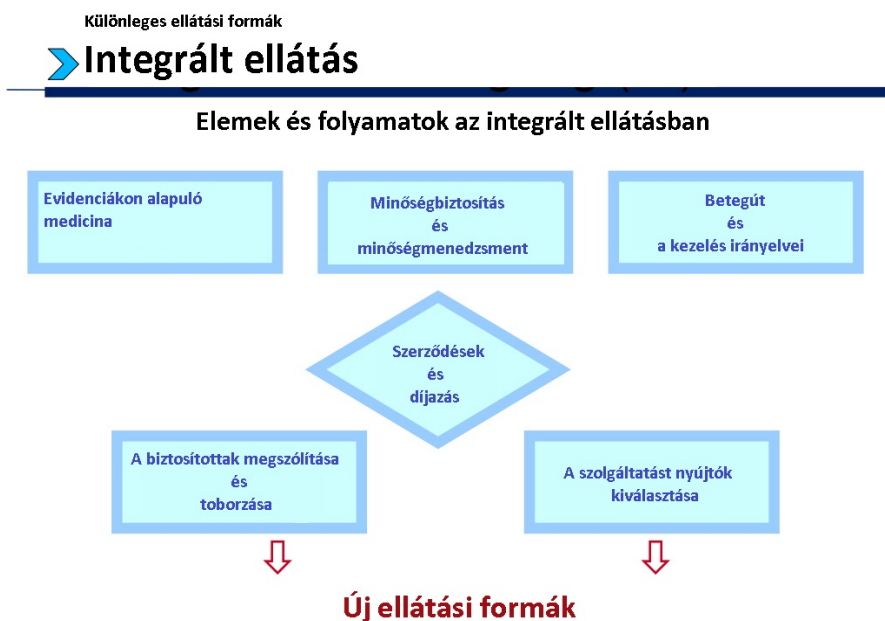 Különleges ellátási formák
Integrált ellátás
Elemek és folyamatok az integrált ellátásban
Evidenciákon alapuló
medicina
Minőségbiztosítás
és
minőségmenedzsment
Betegút
és
a kezelés irányelvei
Szerződések
és
díjazás
A biztosítottak megszólítása
és
toborzása
A szolgáltatást nyújtók
kiválasztása
Új ellátási formák